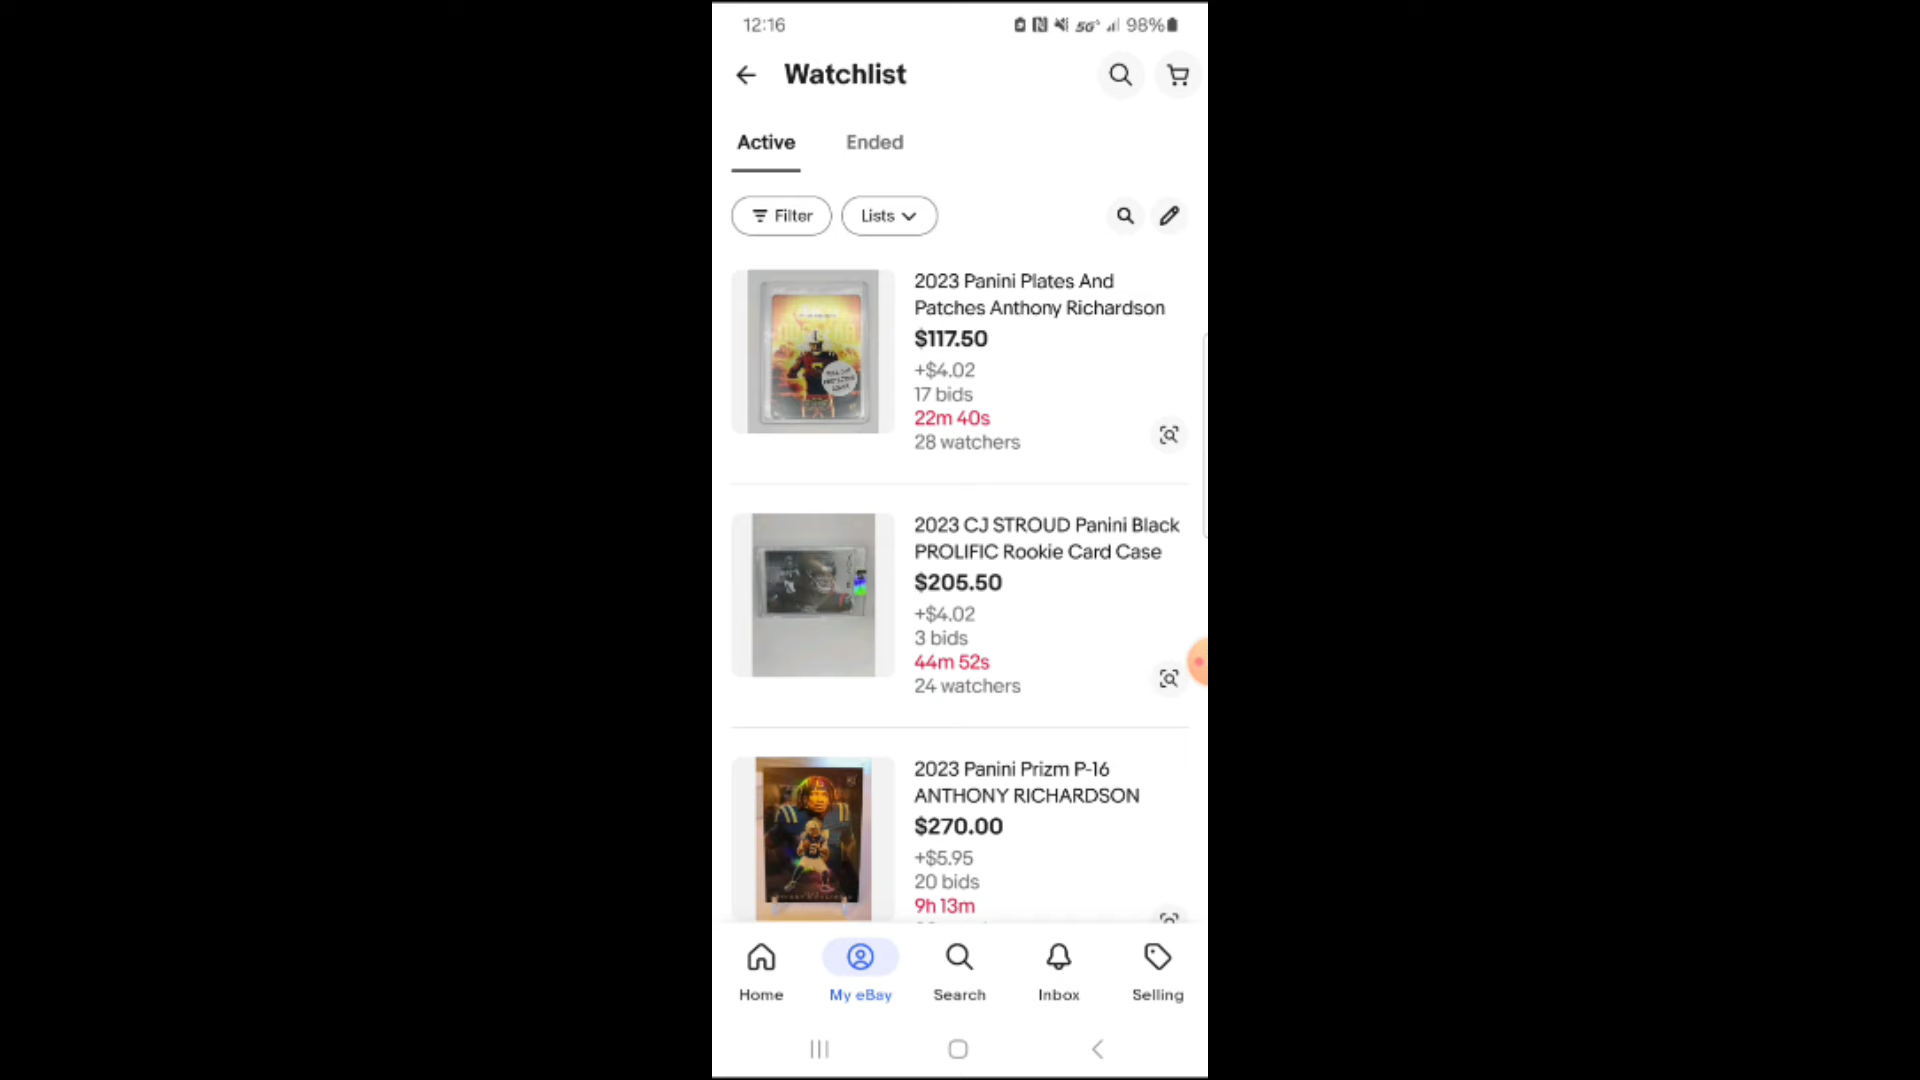 12:16
5G
98%
Watchlist
Active
Ended
Filter
Lists
2023 Panini Plates And
Patches Anthony Richardson
$117.50
+$4.02
17 bids
22m 40s
28 watchers
2023 CJ STROUD Panini Black
PROLIFIC Rookie Card Case
$205.50
+$4.02
3 bids
44m 52s
24 watchers
2023 Panini Prizm P-16
ANTHONY RICHARDSON
$270.00
+$5.95
20 bids
9h 13m
Home
My eBay
Search
Inbox
Selling